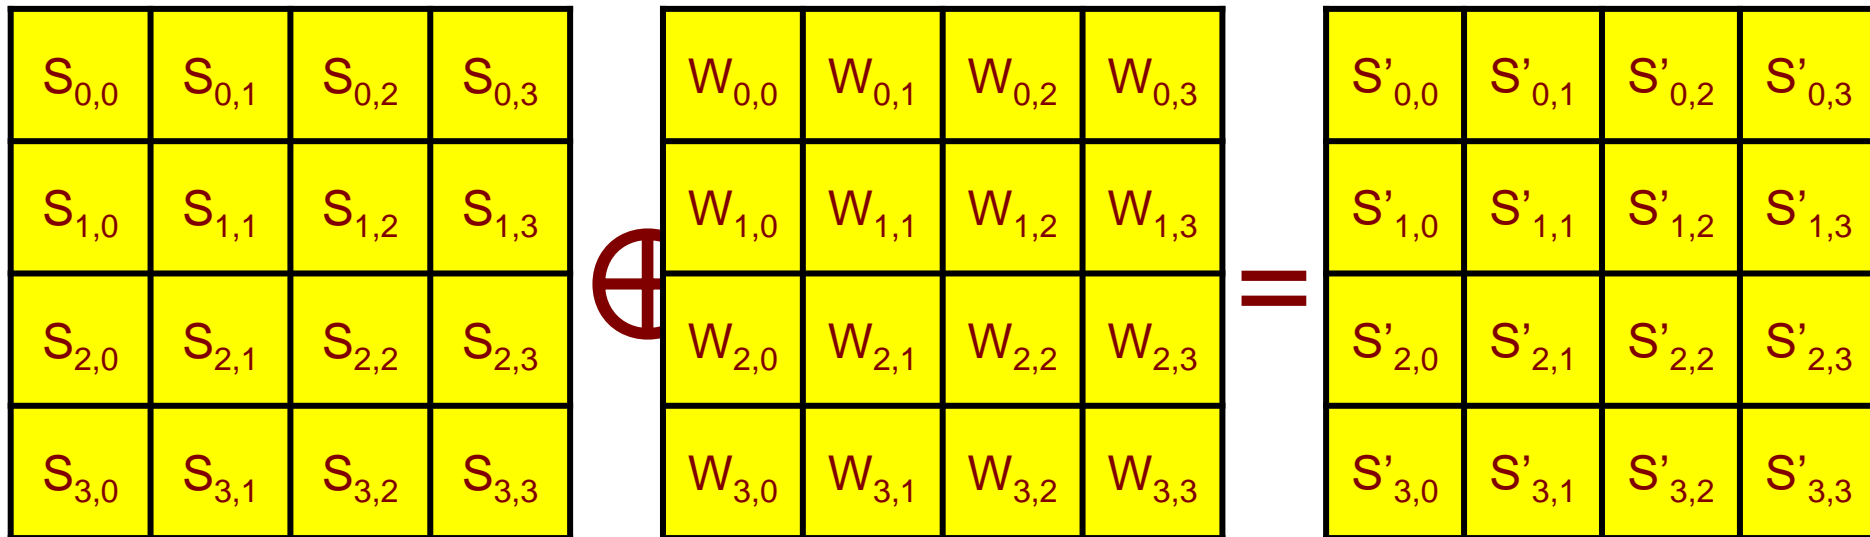 S0,0 S0,1 S0,2 S0,3 W0,0 W0,1 W0,2 W0,3 S’0,0 S’0,1 S’0,2 S’0,3
S1,0 S1,1 S1,2 S1,3 W1,0 W1,1 W1,2 W1,3 S’1,0 S’1,1 S’1,2 S’1,3
⊕ =
S2,0 S2,1 S2,2 S2,3 W2,0 W2,1 W2,2 W2,3 S’2,0 S’2,1 S’2,2 S’2,3
S3,0 S3,1 S3,2 S3,3 W3,0 W3,1 W3,2 W3,3 S’3,0 S’3,1 S’3,2 S’3,3